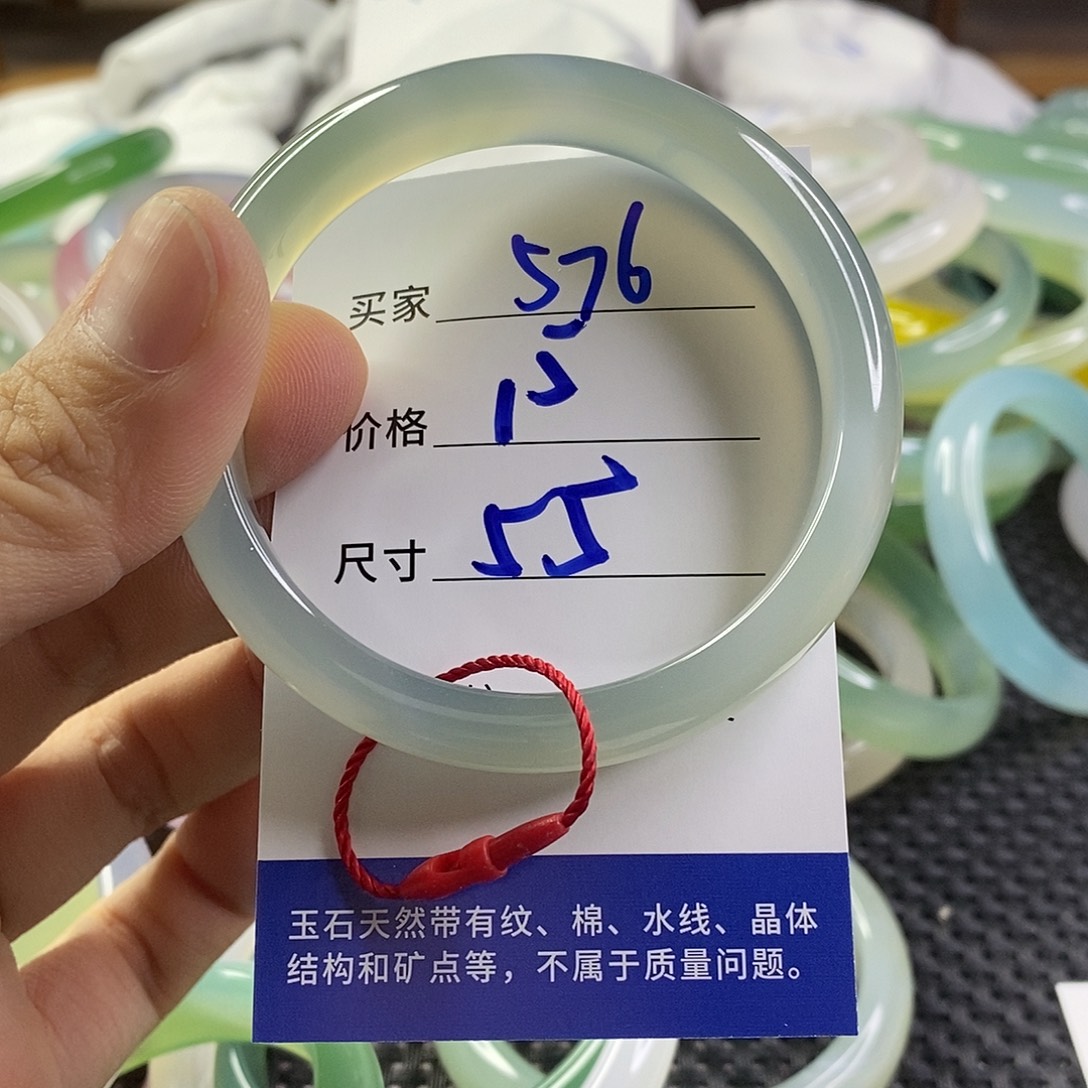 买家 576
价格
尺寸 55
玉石天然带有纹、棉、水线、晶体
结构和矿点等，不属于质量问题。